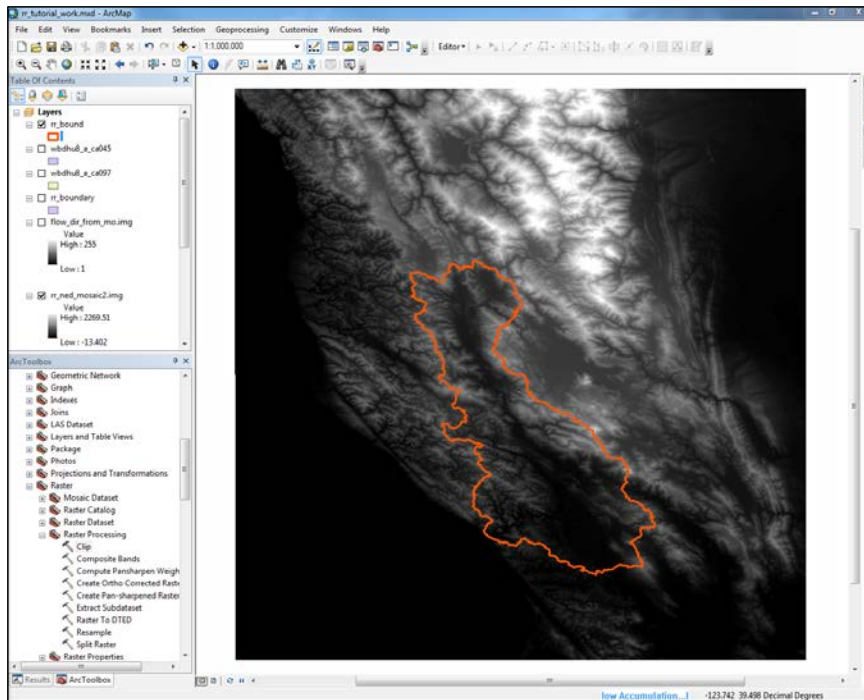 rr_tutorial_work.mxd - ArcMap
File Edit View Bookmarks Insert Selection Geoprocessing Customize Windows Help
1:1,000,000
Editor
Table Of Contents
Layers
rr_bound
wbdhu8_a_ca045
wbdhu8_a_ca097
rr_boundary
flow_dir_from_mo.img
Value
High : 255
Low : 1
rr_ned_mosaic2.img
Value
High : 2269.51
Low : -13.402
ArcToolbox
Geometric Network
Graph
Indexes
Joins
LAS Dataset
Layers and Table Views
Package
Photos
Projections and Transformations
Raster
Mosaic Dataset
Raster Catalog
Raster Dataset
Raster Processing
Clip
Composite Bands
Compute Pansharpen Weigh
Create Ortho Corrected Raste
Create Pan-sharpened Raster
Extract Subdataset
Raster To DTED
Resample
Split Raster
Raster Properties
Results ArcToolbox
low Accumulation...| -123.742 39.498 Decimal Degrees